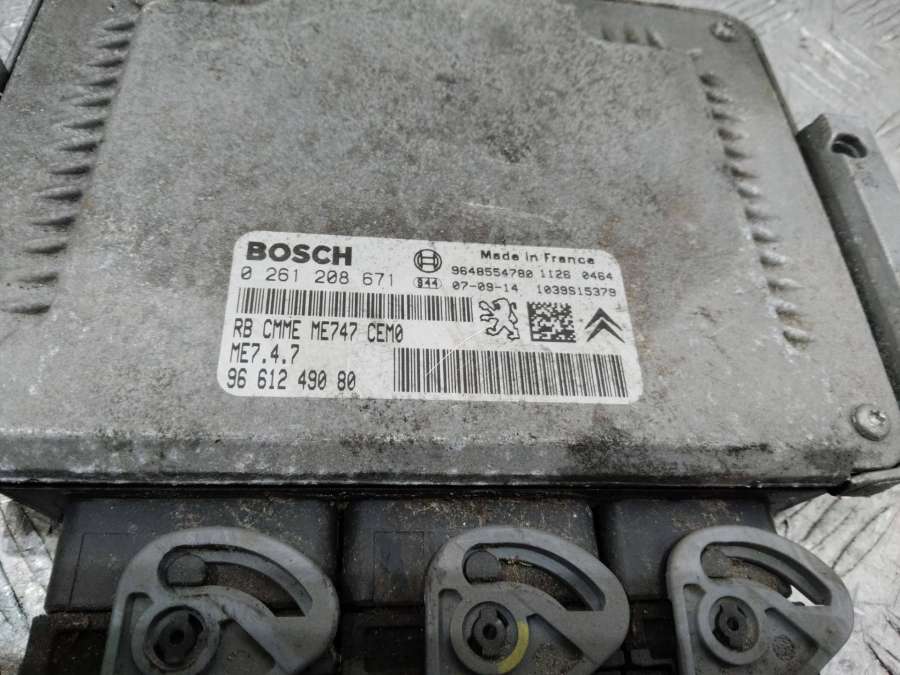 BOSCH
Made in France
0 261 208 671
9648554780 1126 0464
S44 07-09-14 1039S15379
RB CMME ME747 CEM0
ME7.4.7
96 612 490 80